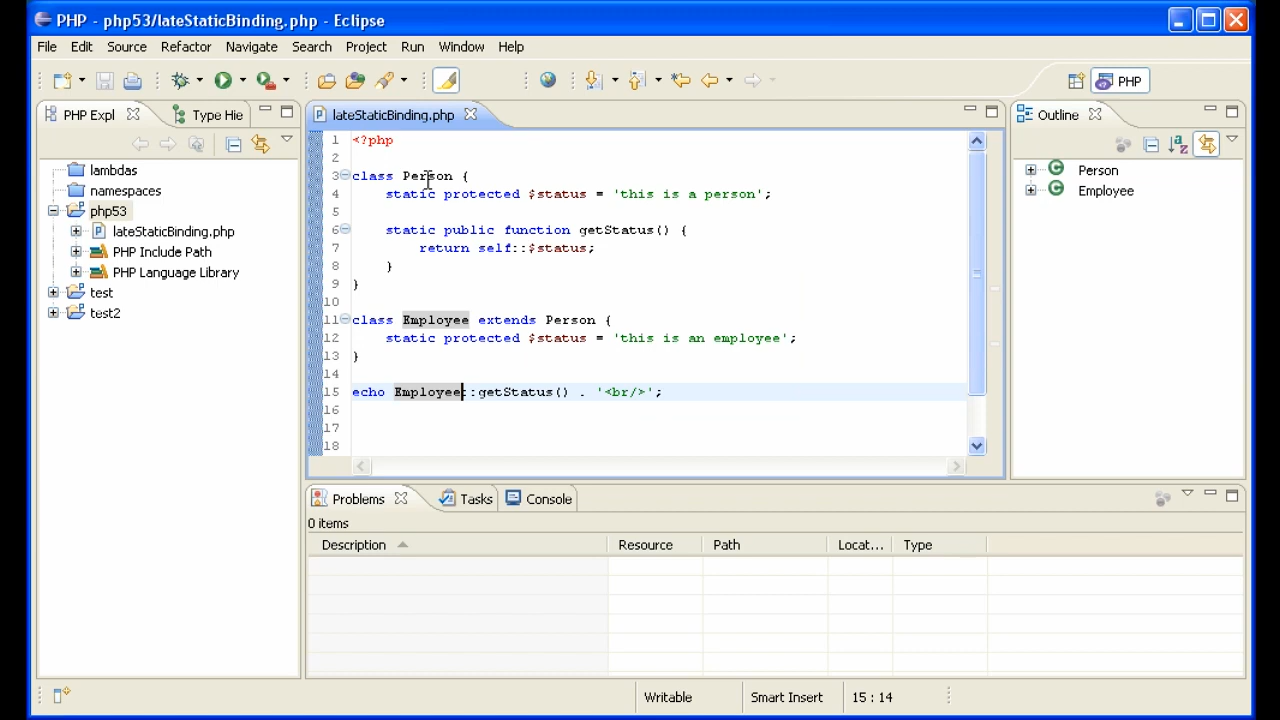 PHP - php53/lateStaticBinding.php - Eclipse
File Edit Source Refactor Navigate Search Project Run Window Help
PHP
PHP Expl
Type Hie
lambdas
namespaces
php53
lateStaticBinding.php
PHP Include Path
PHP Language Library
test
test2
lateStaticBinding.php
1 <?php
2
3 class Person {
4 static protected $status = 'this is a person';
5
6 static public function getStatus() {
7 return self::$status;
8 }
9 }
10
11 class Employee extends Person {
12 static protected $status = 'this is an employee';
13 }
14
15 echo Employee::getStatus() . '<br/>';
16
17
18
Outline
Person
Employee
Problems Tasks Console
0 items
Description Resource Path Locat... Type
Writable Smart Insert 15 : 14